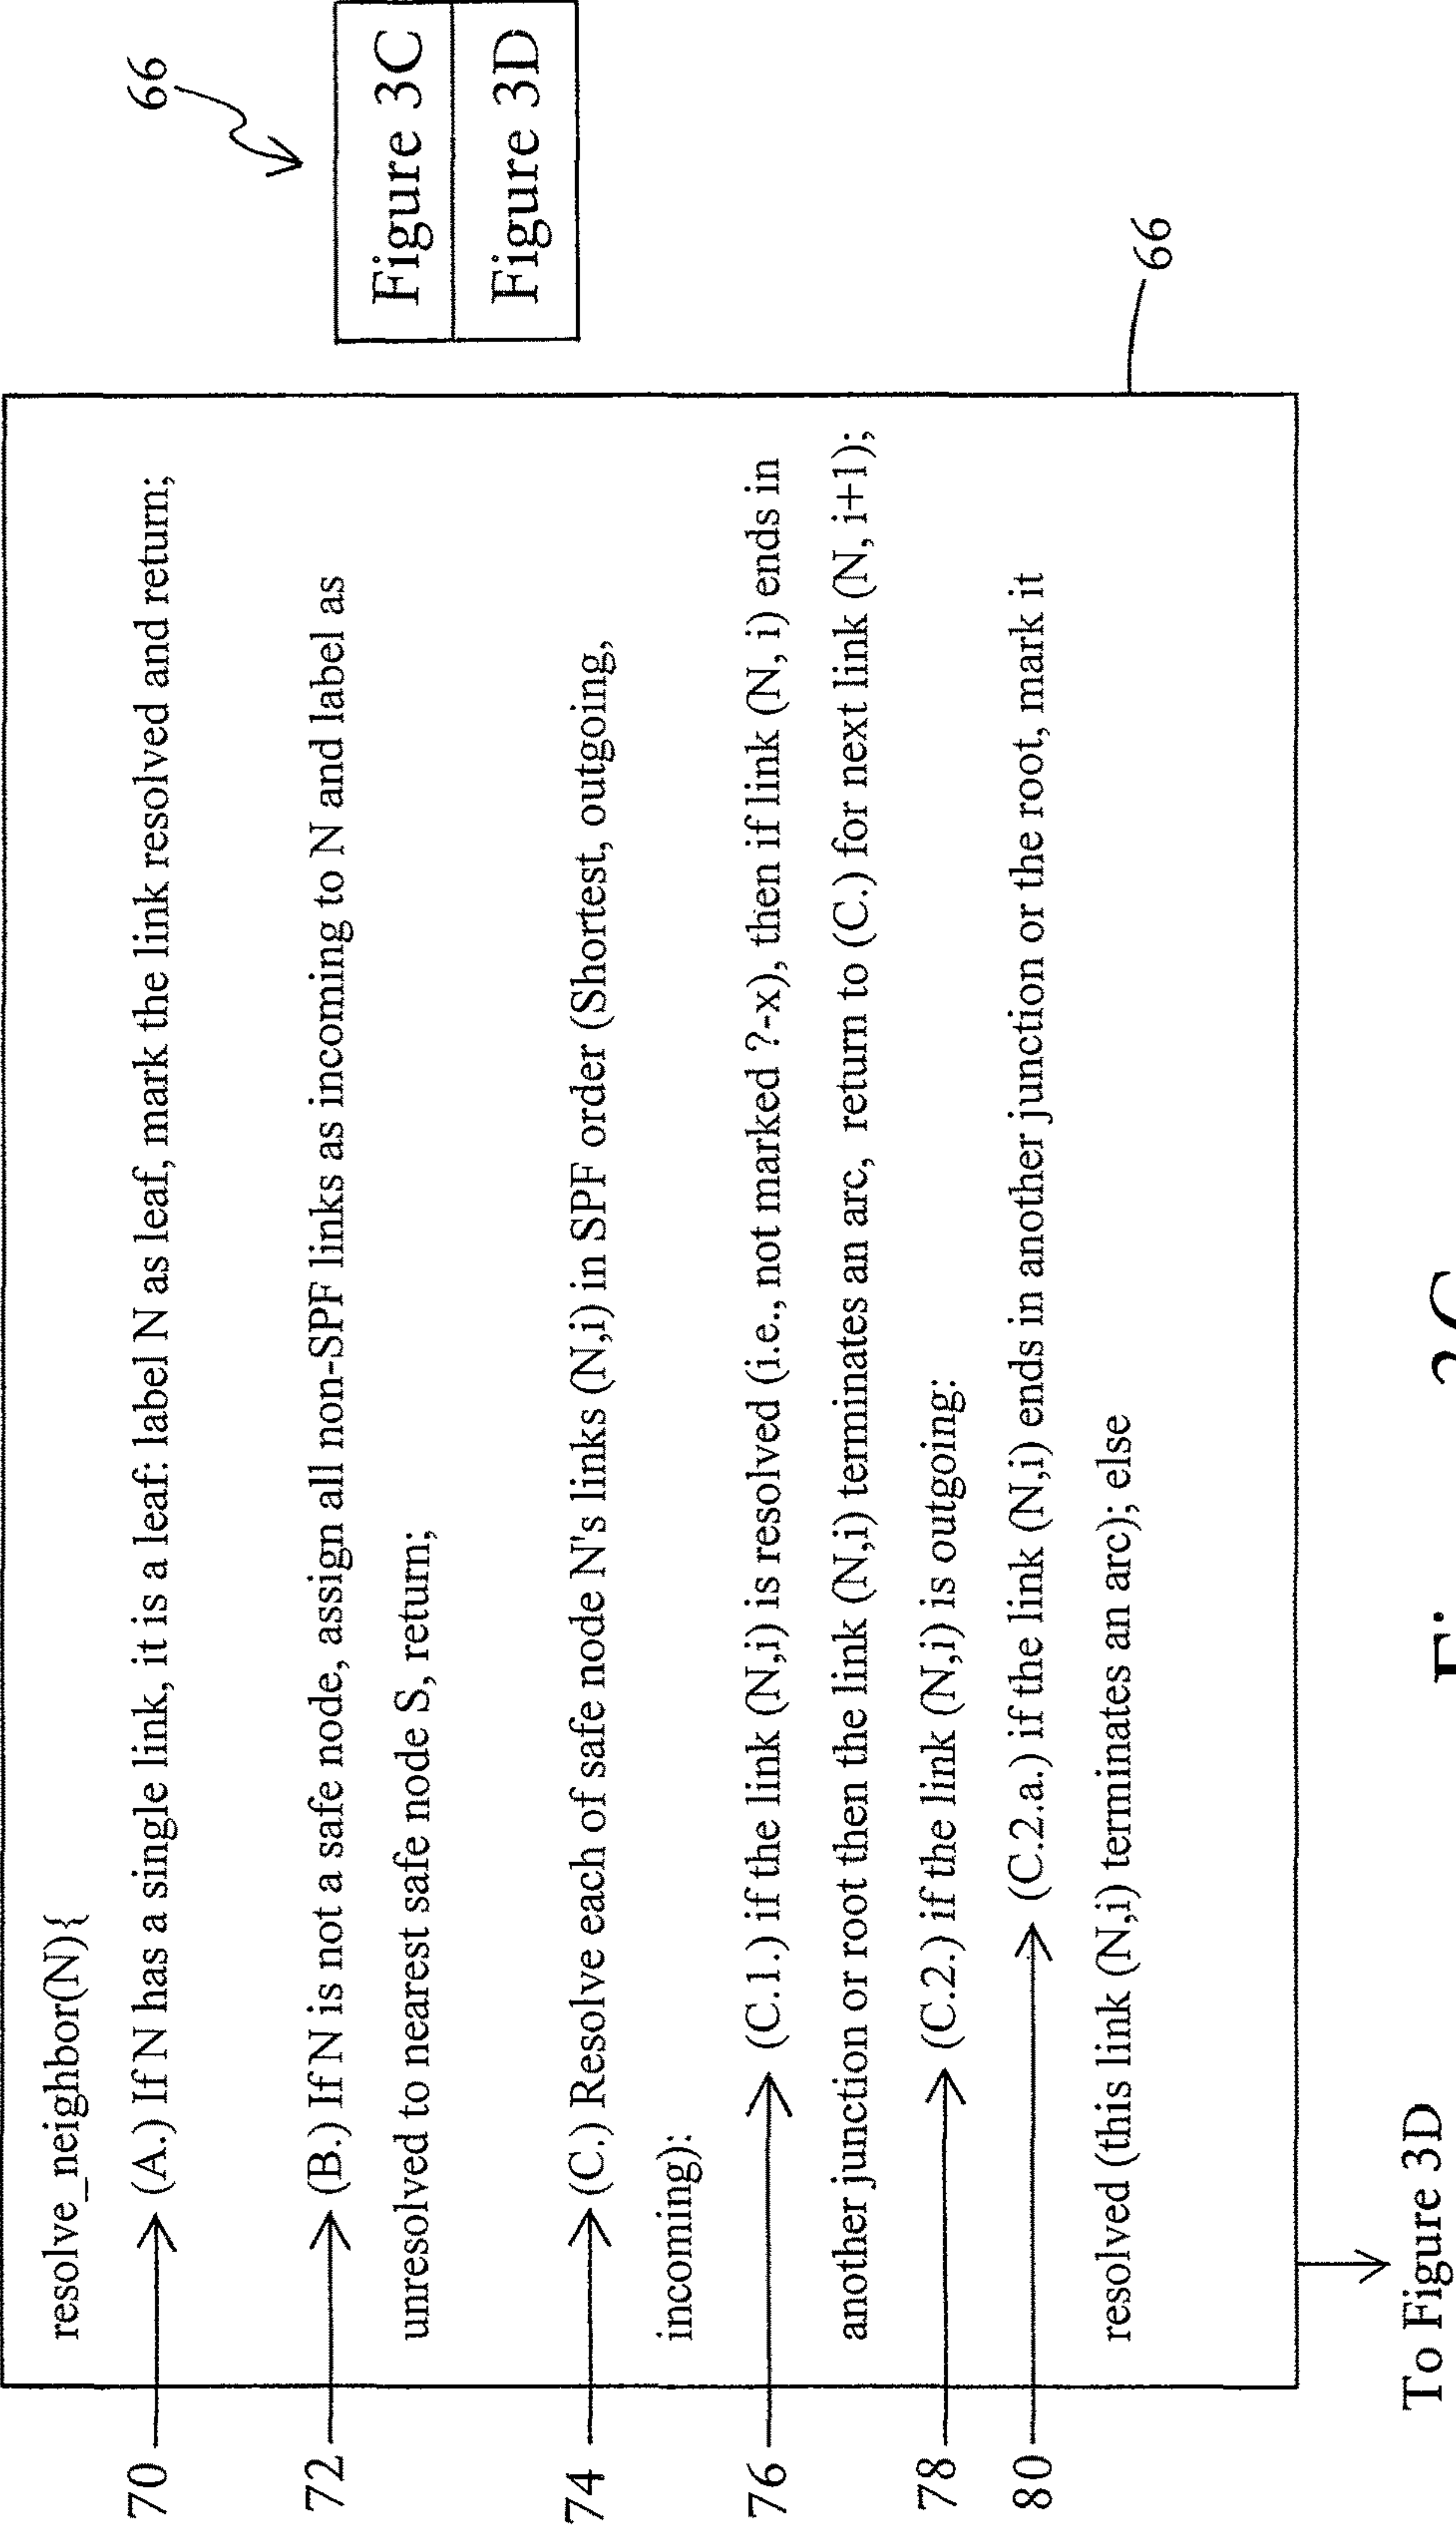 66
Figure 3C
Figure 3D
66
resolve_neighbor(N){
70
(A.) If N has a single link, it is a leaf: label N as leaf, mark the link resolved and return;
72
(B.) If N is not a safe node, assign all non-SPF links as incoming to N and label as
unresolved to nearest safe node S, return;
74
(C.) Resolve each of safe node N's links (N,i) in SPF order (Shortest, outgoing,
incoming):
76
(C.1.) if the link (N,i) is resolved (i.e., not marked ?-x), then if link (N, i) ends in
another junction or root then the link (N,i) terminates an arc, return to (C.) for next link (N, i+1);
78
(C.2.) if the link (N,i) is outgoing:
80
(C.2.a.) if the link (N,i) ends in another junction or the root, mark it
resolved (this link (N,i) terminates an arc); else
To Figure 3D